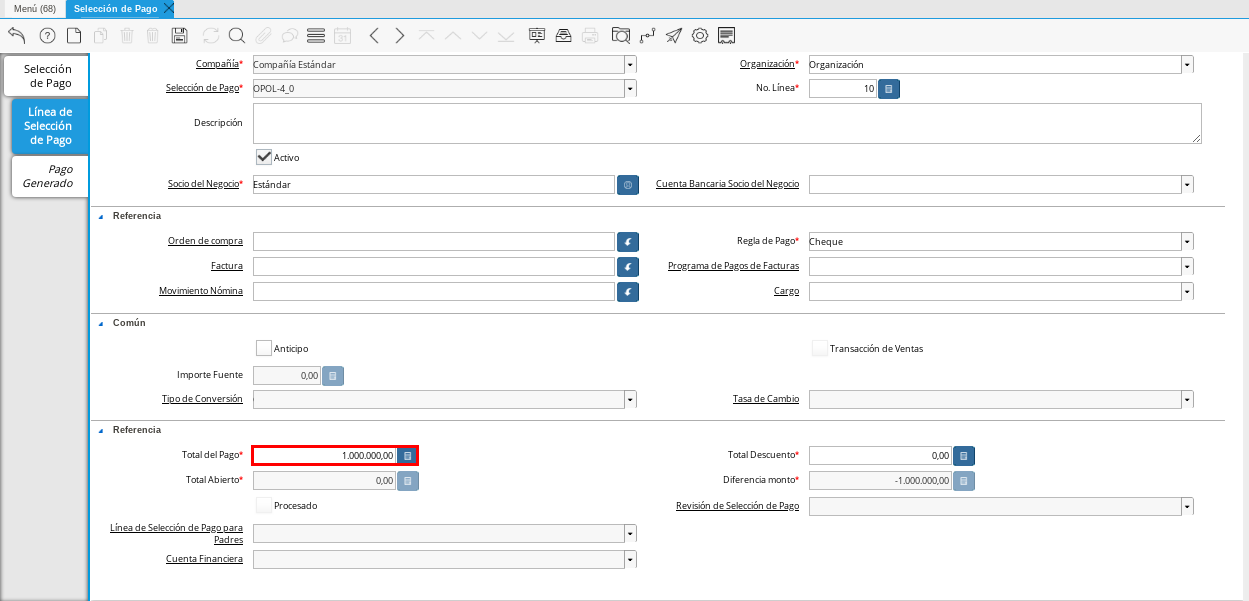 Menú (68) Selección de Pago
Selección de Pago
Línea de Selección de Pago
Pago Generado
Compañía* Compañía Estándar Organización* Organización
Selección de Pago* OPOL-4_0 No. Línea* 10
Descripción
Activo
Socio del Negocio* Estándar Cuenta Bancaria Socio del Negocio
Referencia
Orden de compra Regla de Pago* Cheque
Factura Programa de Pagos de Facturas
Movimiento Nómina Cargo
Común
Anticipo Transacción de Ventas
Importe Fuente 0,00
Tipo de Conversión Tasa de Cambio
Referencia
Total del Pago* 1.000.000,00 Total Descuento* 0,00
Total Abierto* 0,00 Diferencia monto* -1.000.000,00
Procesado Revisión de Selección de Pago
Línea de Selección de Pago para
Padres
Cuenta Financiera